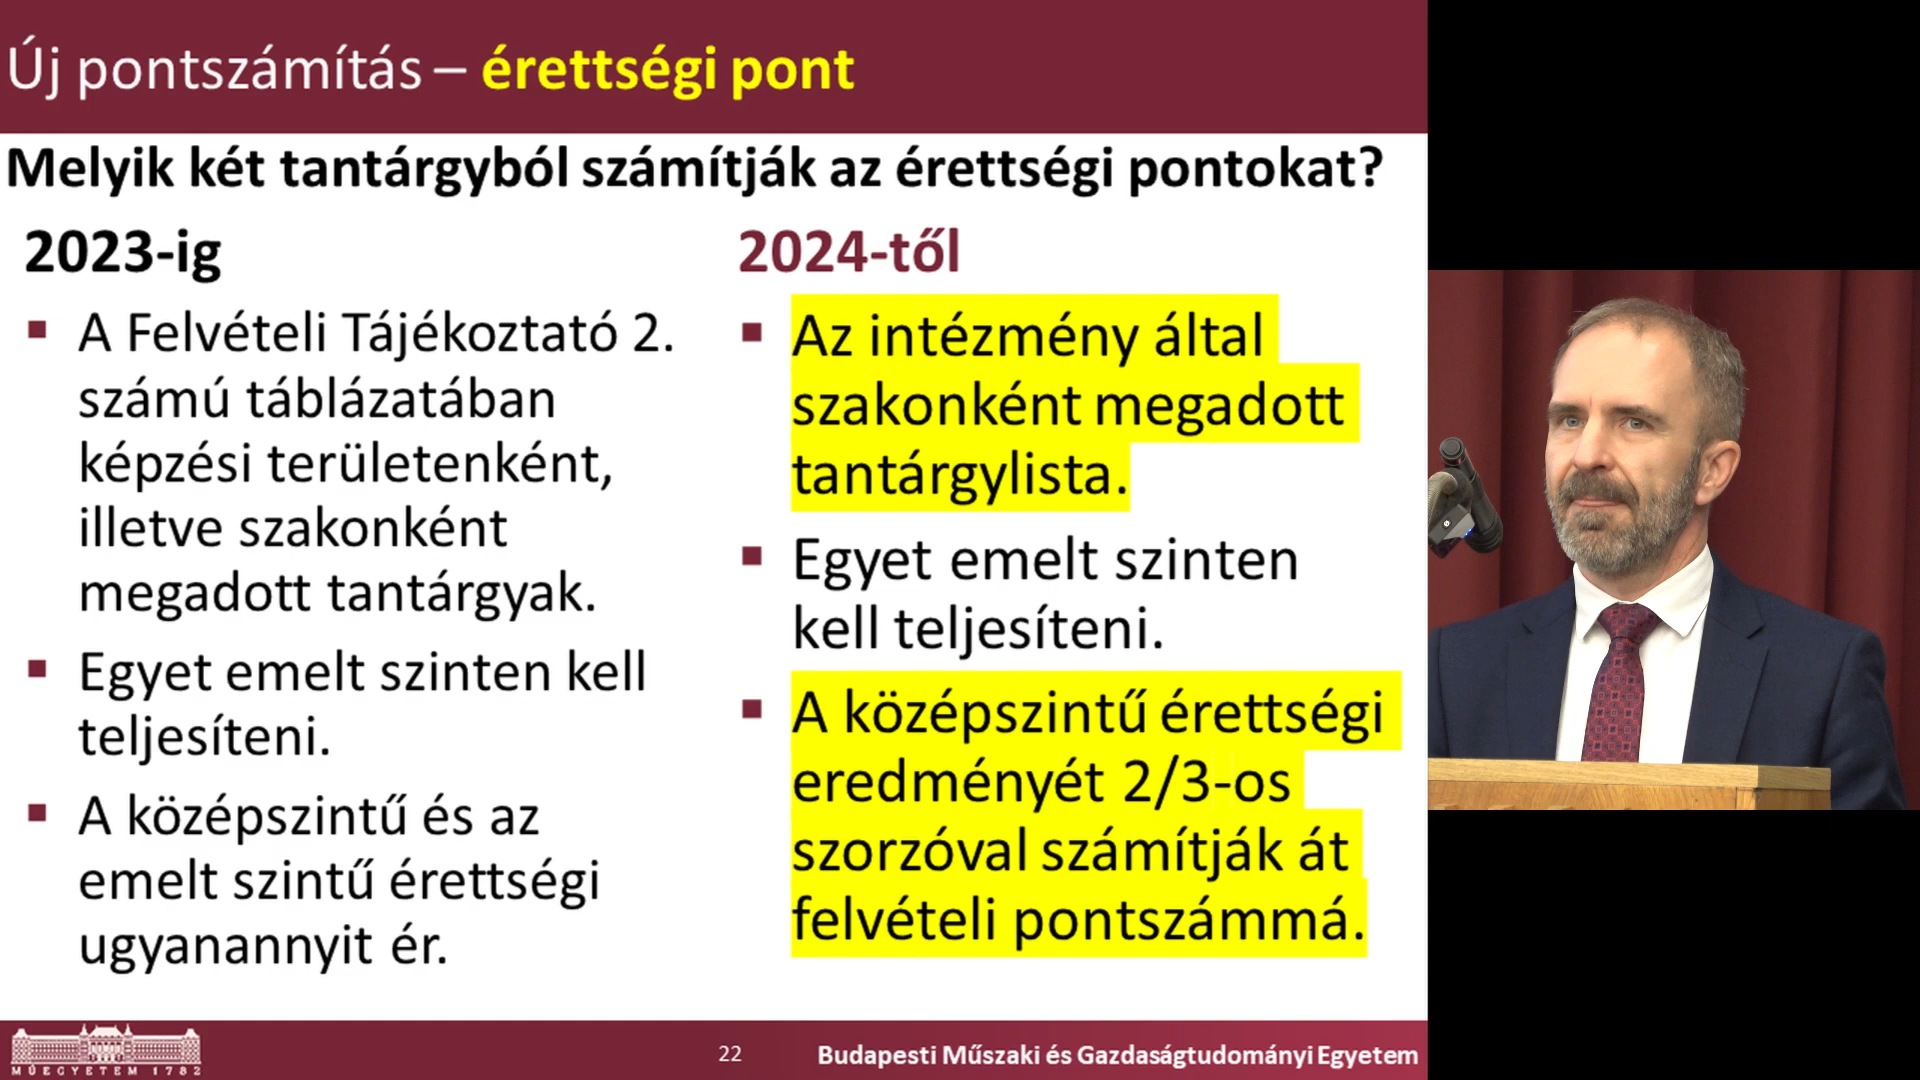 Új pontszámítás – érettségi pont
Melyik két tantárgyból számítják az érettségi pontokat?
2023-ig
▪ A Felvételi Tájékoztató 2.
számú táblázatában
képzési területenként,
illetve szakonként
megadott tantárgyak.
▪ Egyet emelt szinten kell
teljesíteni.
▪ A középszintű és az
emelt szintű érettségi
ugyanannyit ér.
2024-től
▪ Az intézmény által
szakonként megadott
tantárgylista.
▪ Egyet emelt szinten
kell teljesíteni.
▪ A középszintű érettségi
eredményét 2/3-os
szorzóval számítják át
felvételi pontszámmá.
MŰEGYETEM 1782
22
Budapesti Műszaki és Gazdaságtudományi Egyetem